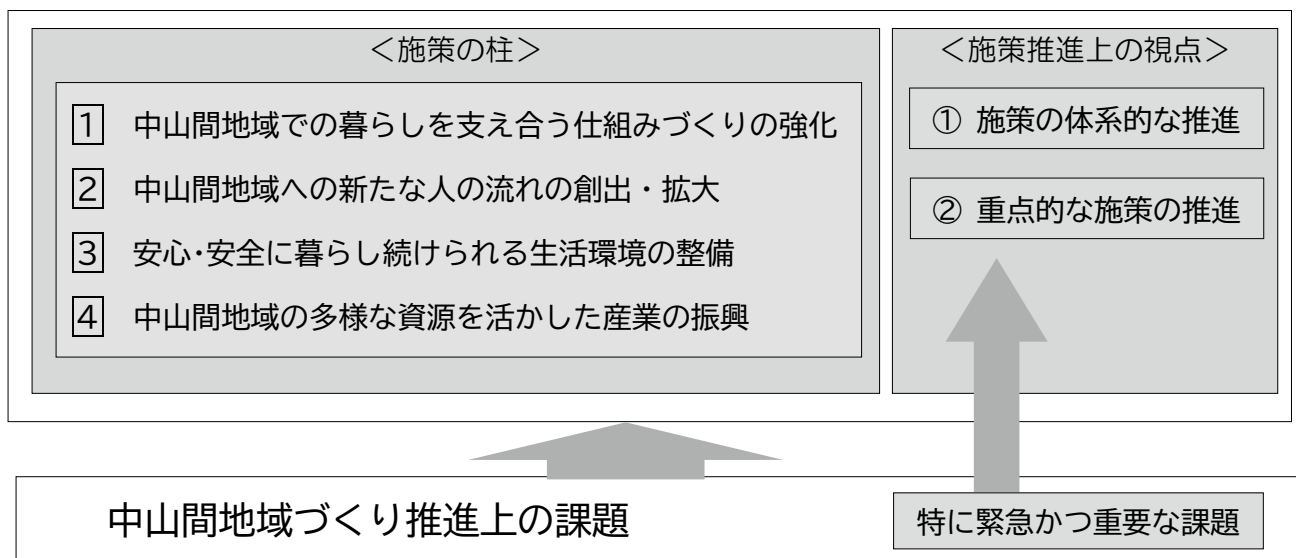 <施策の柱>
1 中山間地域での暮らしを支え合う仕組みづくりの強化
2 中山間地域への新たな人の流れの創出・拡大
3 安心・安全に暮らし続けられる生活環境の整備
4 中山間地域の多様な資源を活かした産業の振興
<施策推進上の視点>
① 施策の体系的な推進
② 重点的な施策の推進
中山間地域づくり推進上の課題
特に緊急かつ重要な課題